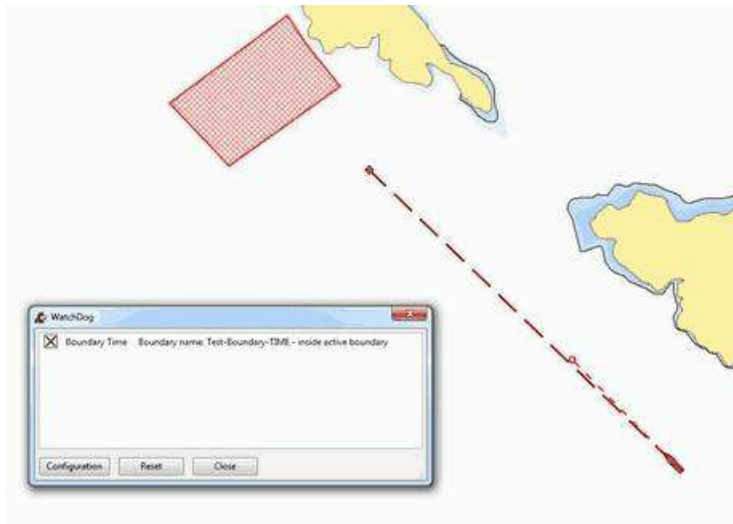 WatchDog
Boundary Time Boundary name: Test-Boundary-TIME - inside active boundary
Configuration Reset Close